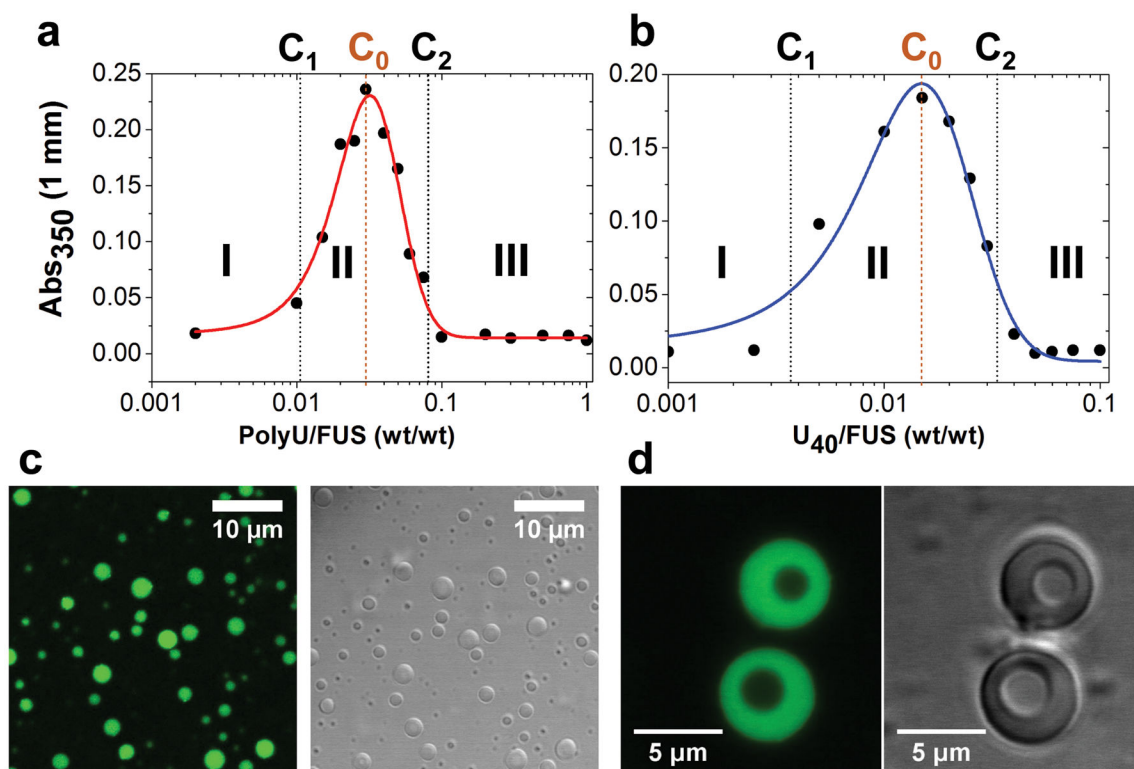 a
C1 C0 C2
0.25
0.20
0.15
0.10
0.05
0.00
Abs350 (1 mm)
I II III
0.001 0.01 0.1 1
PolyU/FUS (wt/wt)
b
C1 C0 C2
0.20
0.15
0.10
0.05
0.00
I II III
0.001 0.01 0.1
U40/FUS (wt/wt)
c
10 µm
10 µm
d
5 µm
5 µm